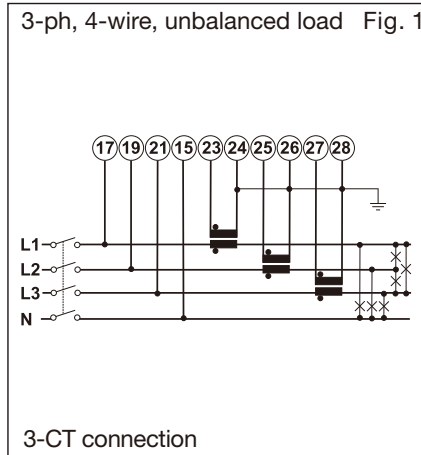 3-ph, 4-wire, unbalanced load Fig. 1
17 19 21 15 23 24 25 26 27 28
L1
L2
L3
N
3-CT connection